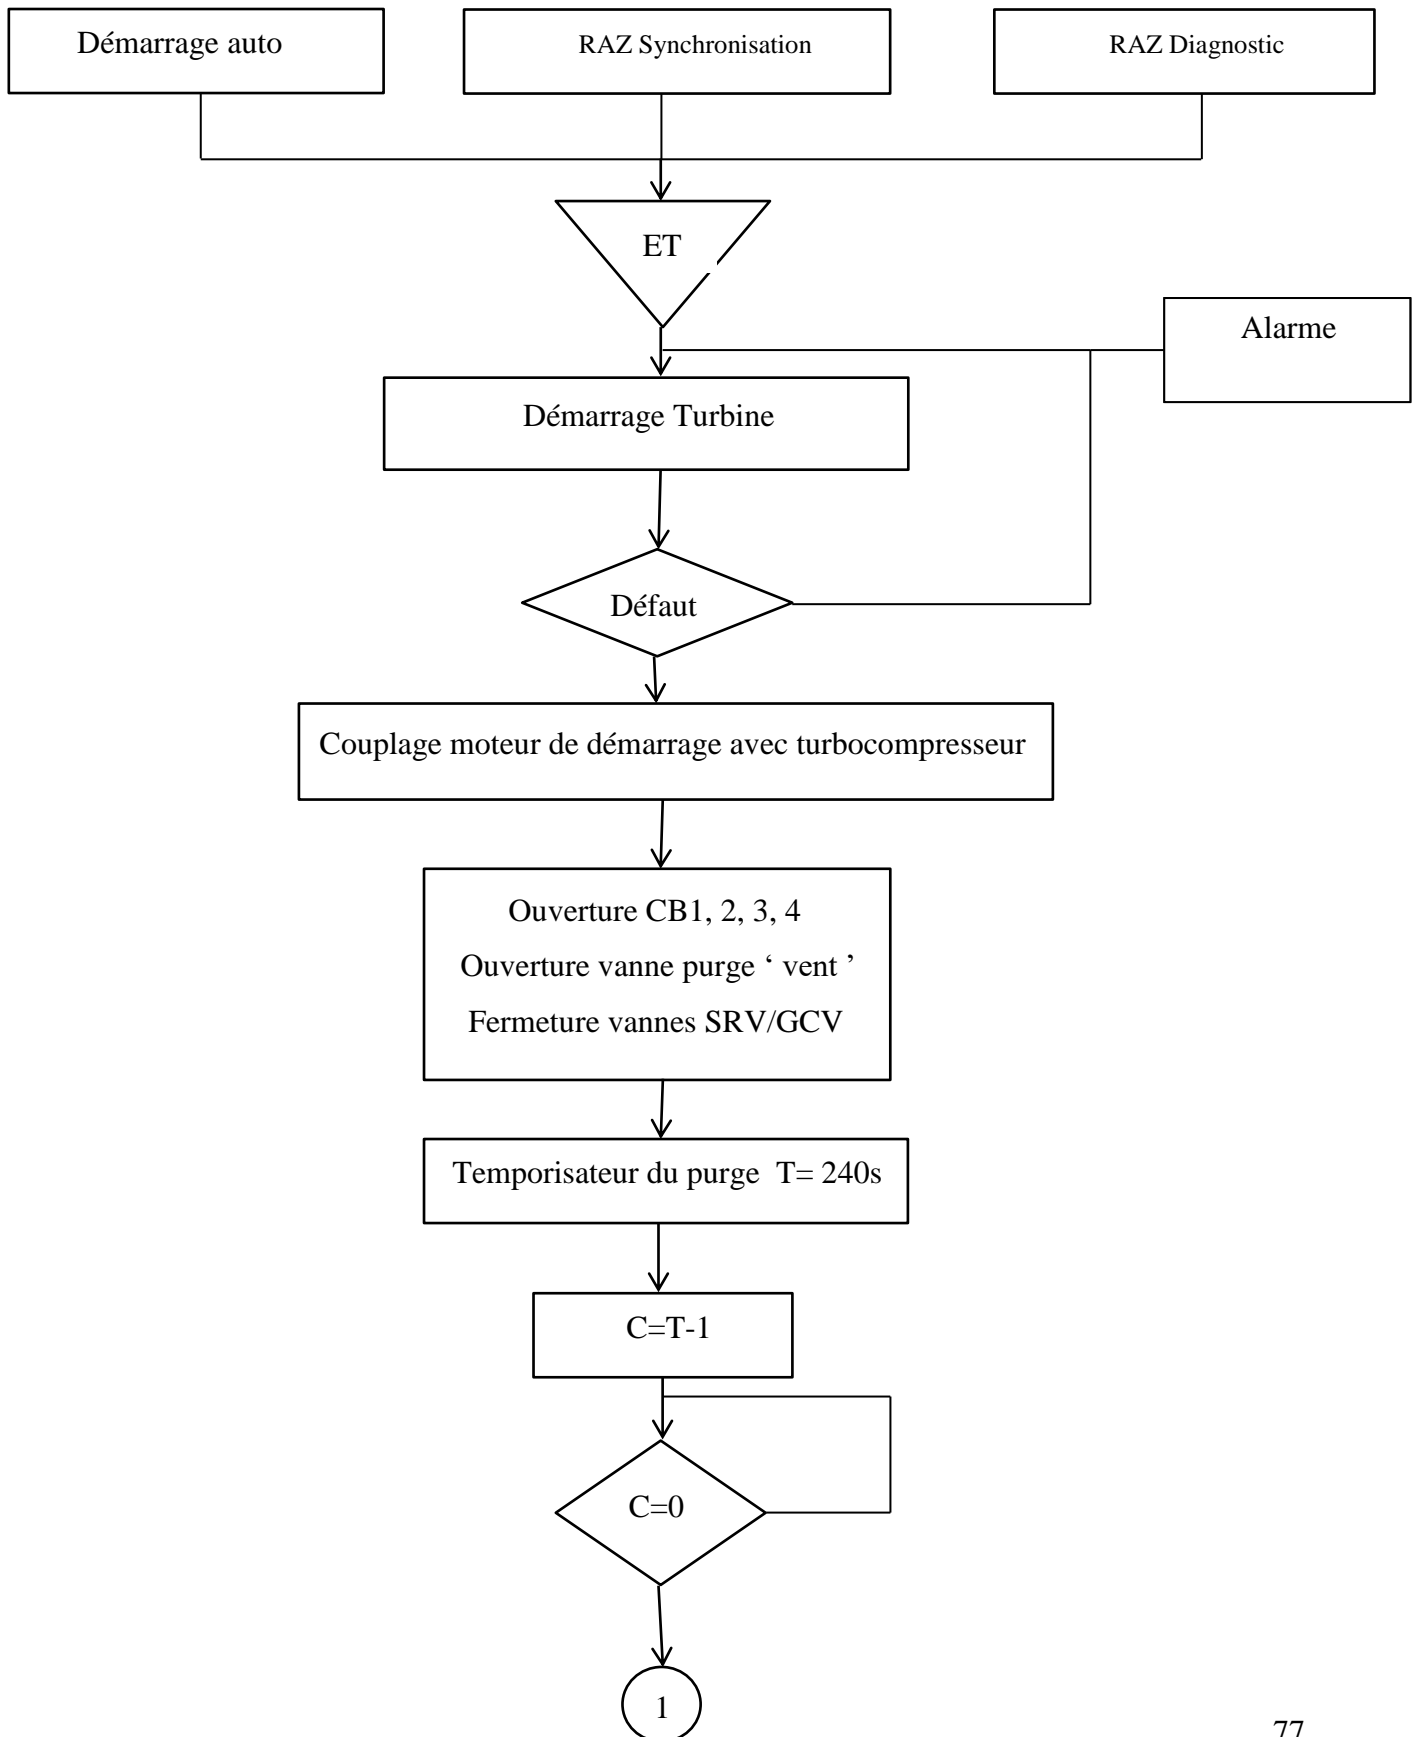 Démarrage auto
RAZ Synchronisation
RAZ Diagnostic
ET
Alarme
Démarrage Turbine
Défaut
Couplage moteur de démarrage avec turbocompresseur
Ouverture CB1, 2, 3, 4
Ouverture vanne purge ‘ vent ’
Fermeture vannes SRV/GCV
Temporisateur du purge  T= 240s
C=T-1
C=0
1
77